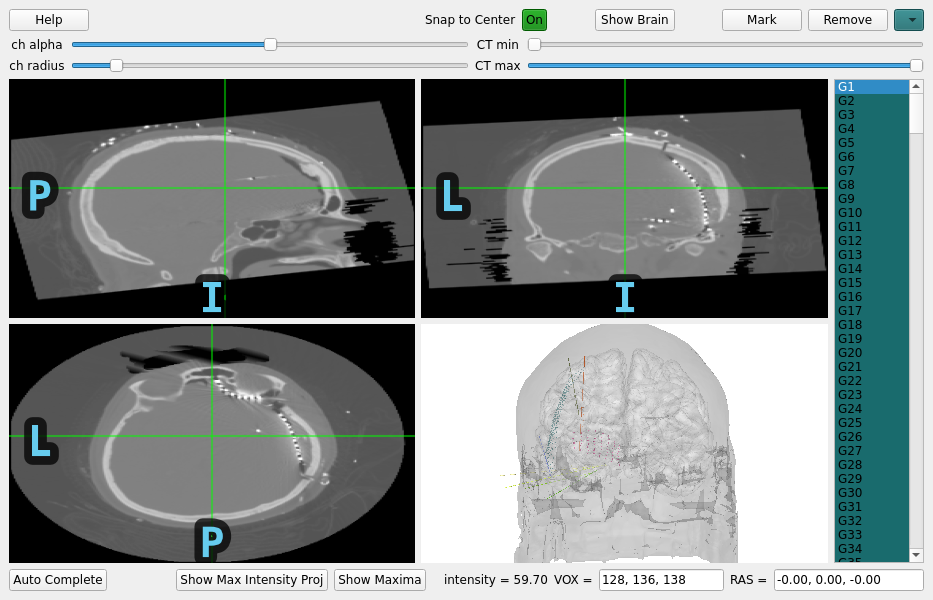 Help
Snap to Center
On
Show Brain
Mark
Remove
ch alpha
CT min
ch radius
CT max
P
I
L
I
L
P
G1
G2
G3
G4
G5
G6
G7
G8
G9
G10
G11
G12
G13
G14
G15
G16
G17
G18
G19
G20
G21
G22
G23
G24
G25
G26
G27
G28
G29
G30
G31
G32
G33
G34
Auto Complete
Show Max Intensity Proj
Show Maxima
intensity = 59.70 VOX = 128, 136, 138
RAS = -0.00, 0.00, -0.00